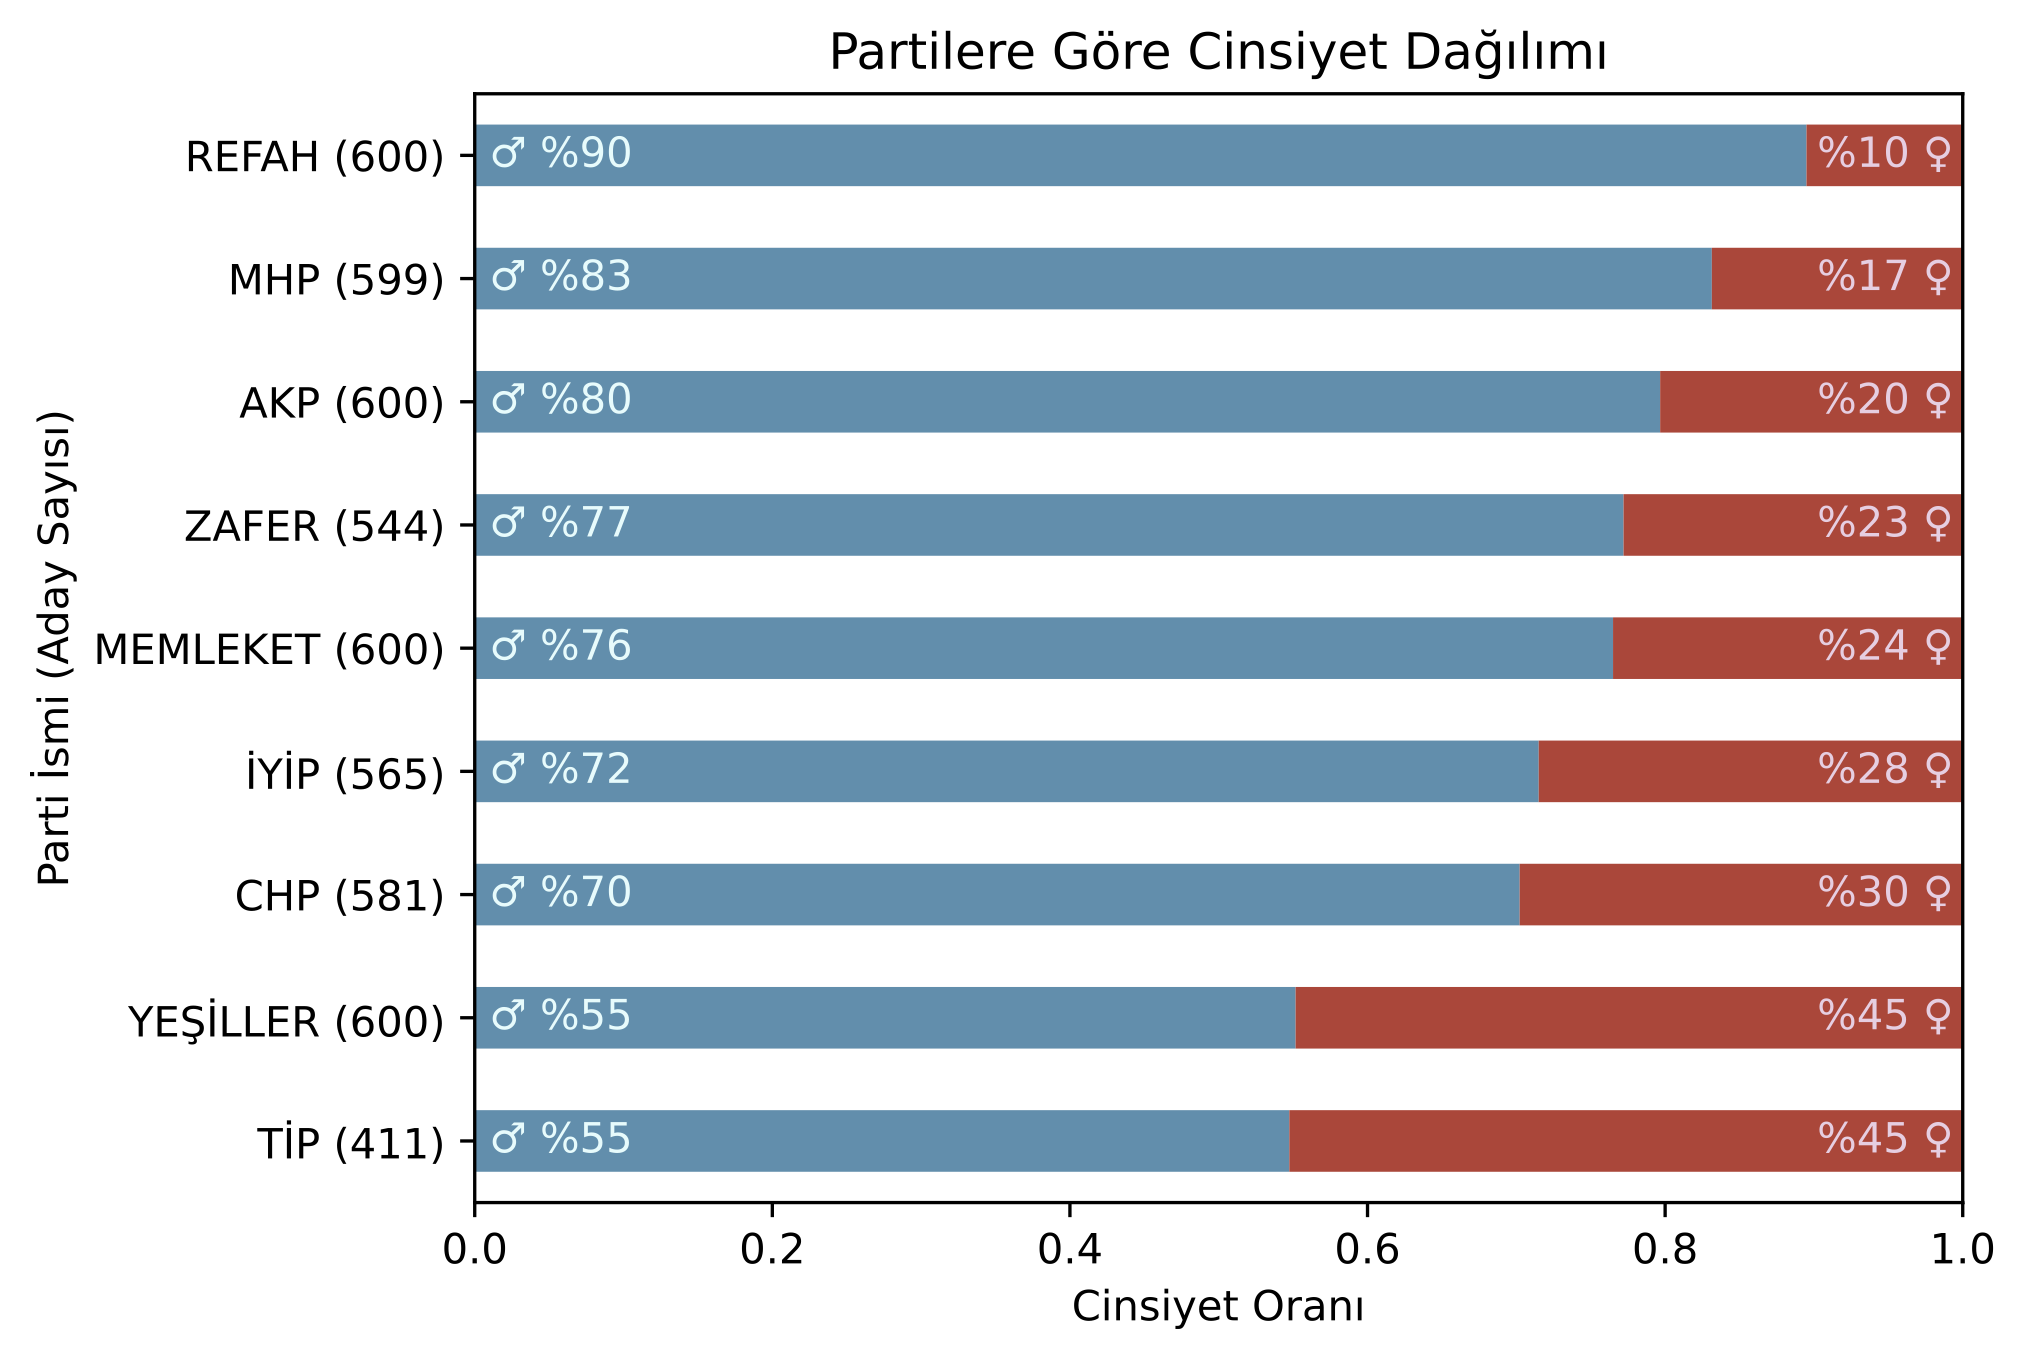 Partilere Göre Cinsiyet Dağılımı
Parti İsmi (Aday Sayısı)
REFAH (600) ♂ %90 %10 ♀
MHP (599) ♂ %83 %17 ♀
AKP (600) ♂ %80 %20 ♀
ZAFER (544) ♂ %77 %23 ♀
MEMLEKET (600) ♂ %76 %24 ♀
İYİP (565) ♂ %72 %28 ♀
CHP (581) ♂ %70 %30 ♀
YEŞİLLER (600) ♂ %55 %45 ♀
TİP (411) ♂ %55 %45 ♀
0.0 0.2 0.4 0.6 0.8 1.0
Cinsiyet Oranı